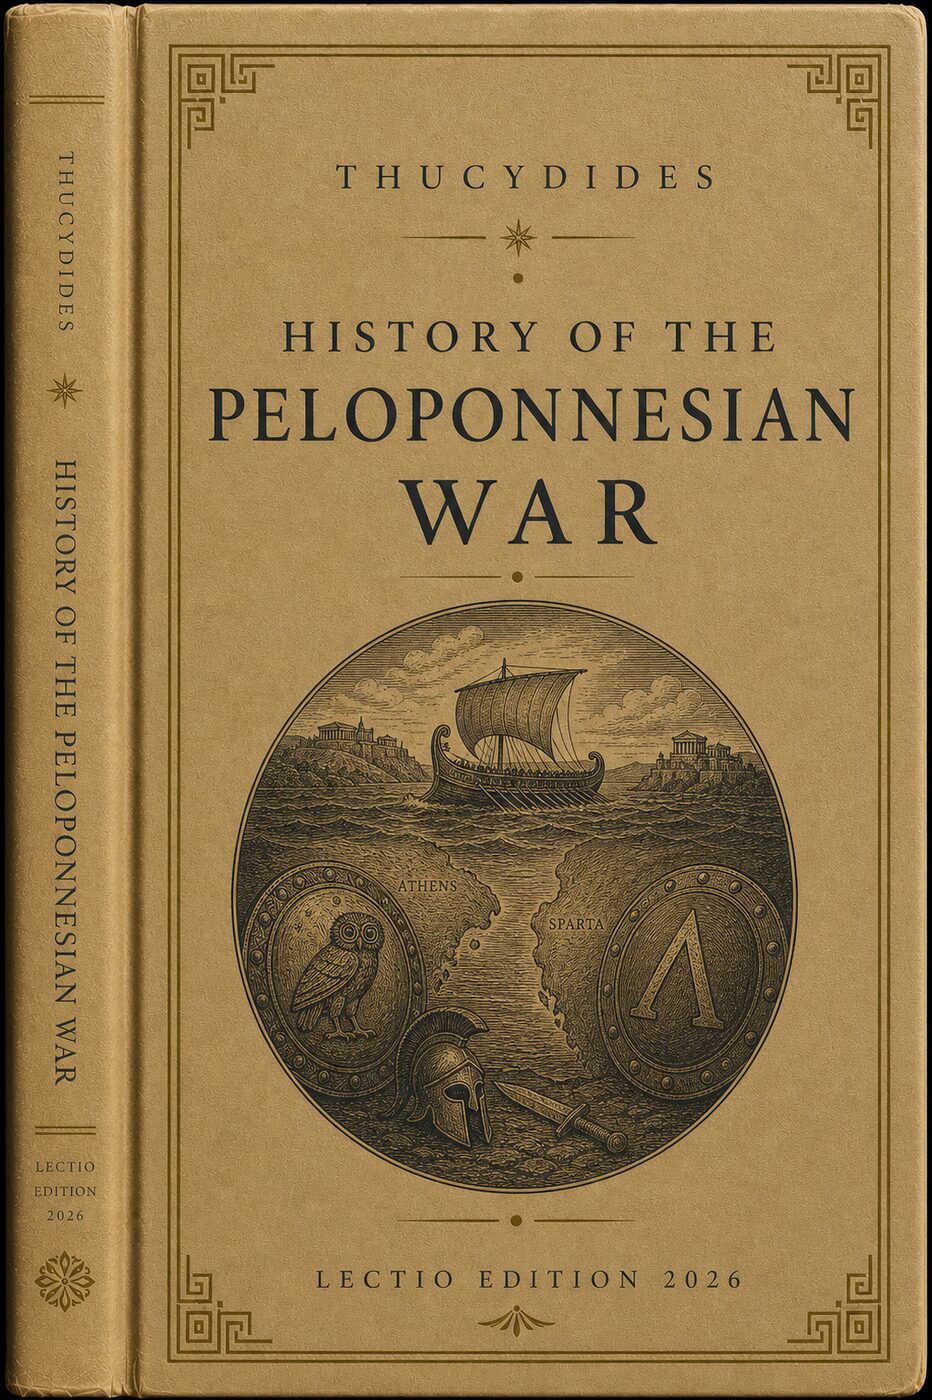 THUCYDIDES
HISTORY OF THE PELOPONNESIAN WAR
LECTIO
EDITION
2026
THUCYDIDES
HISTORY OF THE
PELOPONNESIAN
WAR
ATHENS
SPARTA
Λ
LECTIO EDITION 2026